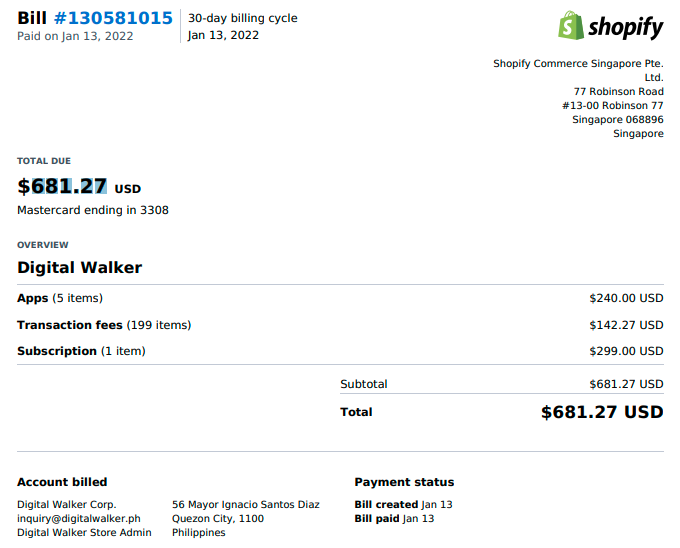 Bill #130581015
Paid on Jan 13, 2022
30-day billing cycle
Jan 13, 2022
shopify
Shopify Commerce Singapore Pte.
Ltd.
77 Robinson Road
#13-00 Robinson 77
Singapore 068896
Singapore
TOTAL DUE
$681.27 USD
Mastercard ending in 3308
OVERVIEW
Digital Walker
Apps (5 items) $240.00 USD
Transaction fees (199 items) $142.27 USD
Subscription (1 item) $299.00 USD
Subtotal $681.27 USD
Total $681.27 USD
Account billed
Digital Walker Corp.
inquiry@digitalwalker.ph
Digital Walker Store Admin
56 Mayor Ignacio Santos Diaz
Quezon City, 1100
Philippines
Payment status
Bill created Jan 13
Bill paid Jan 13